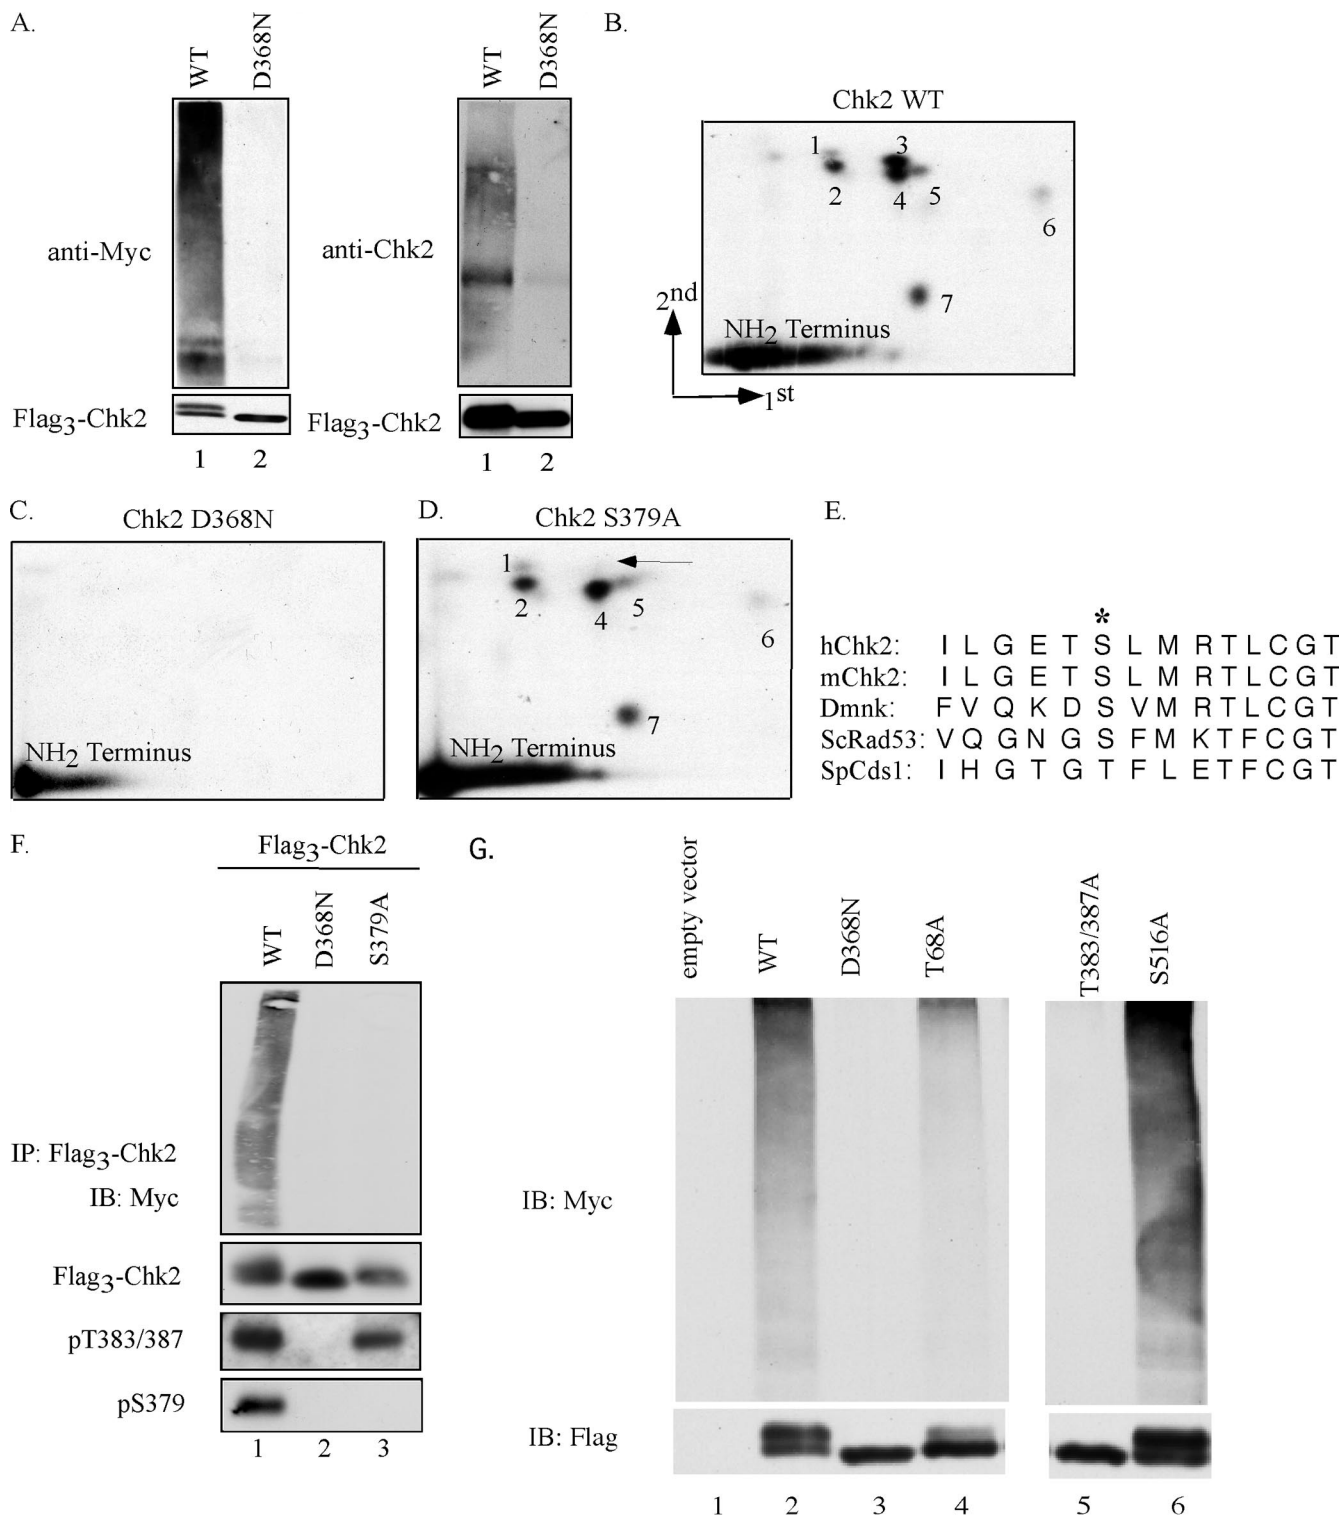 A.
WT
D368N
anti-Myc
Flag3-Chk2
1 2
WT
D368N
anti-Chk2
Flag3-Chk2
1 2
B.
Chk2 WT
1
2
3
4
5
6
7
NH2 Terminus
2nd
1st
C.
Chk2 D368N
NH2 Terminus
D.
Chk2 S379A
1
2
4
5
6
7
NH2 Terminus
E.
*
hChk2: I L G E T S L M R T L C G T
mChk2: I L G E T S L M R T L C G T
Dmnk: F V Q K D S V M R T L C G T
ScRad53: V Q G N G S F M K T F C G T
SpCds1: I H G T G T F L E T F C G T
F.
Flag3-Chk2
WT
D368N
S379A
IP: Flag3-Chk2
IB: Myc
Flag3-Chk2
pT383/387
pS379
1 2 3
G.
empty vector
WT
D368N
T68A
T383/387A
S516A
IB: Myc
IB: Flag
1 2 3 4 5 6